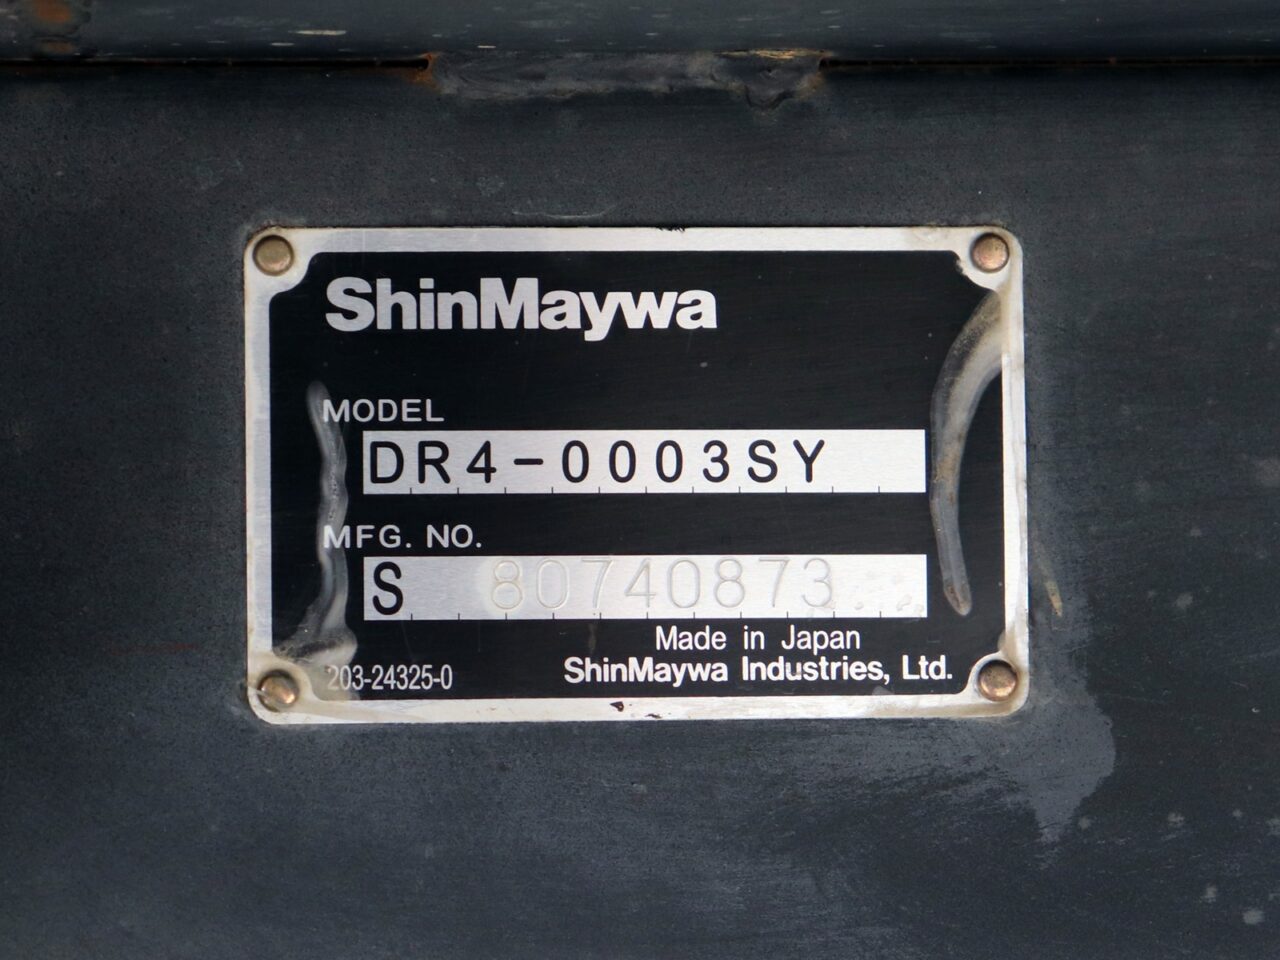 ShinMaywa
MODEL
DR4-0003SY
MFG. NO.
S 80740873
Made in Japan
203-24325-0 ShinMaywa Industries, Ltd.